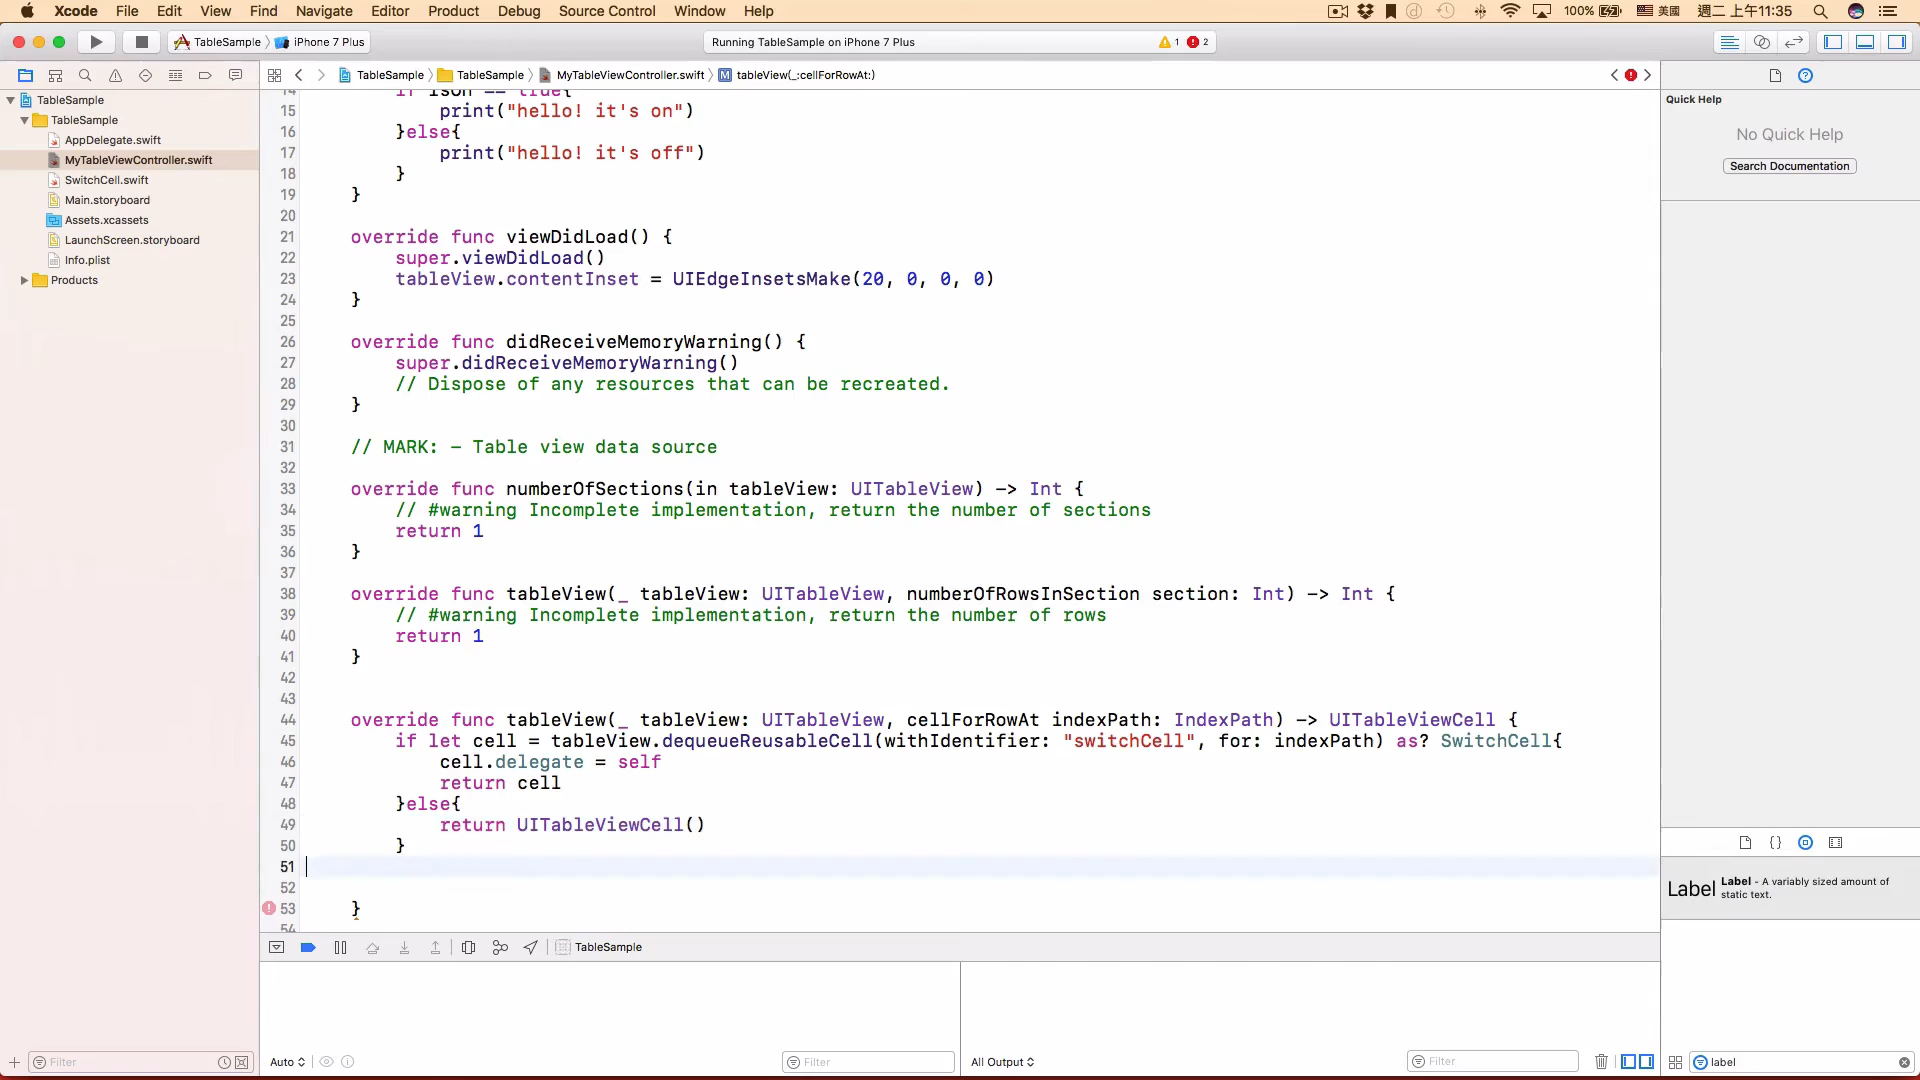 Xcode File Edit View Find Navigate Editor Product Debug Source Control Window Help 100% 美國 週二 上午11:35
TableSample iPhone 7 Plus Running TableSample on iPhone 7 Plus 1 2
TableSample TableSample MyTableViewController.swift M tableView(_:cellForRowAt:)
TableSample
TableSample
AppDelegate.swift
MyTableViewController.swift
SwitchCell.swift
Main.storyboard
Assets.xcassets
LaunchScreen.storyboard
Info.plist
Products
14 if isOn == true{
15 print("hello! it's on")
16 }else{
17 print("hello! it's off")
18 }
19 }
20
21 override func viewDidLoad() {
22 super.viewDidLoad()
23 tableView.contentInset = UIEdgeInsetsMake(20, 0, 0, 0)
24 }
25
26 override func didReceiveMemoryWarning() {
27 super.didReceiveMemoryWarning()
28 // Dispose of any resources that can be recreated.
29 }
30
31 // MARK: - Table view data source
32
33 override func numberOfSections(in tableView: UITableView) -> Int {
34 // #warning Incomplete implementation, return the number of sections
35 return 1
36 }
37
38 override func tableView(_ tableView: UITableView, numberOfRowsInSection section: Int) -> Int {
39 // #warning Incomplete implementation, return the number of rows
40 return 1
41 }
42
43
44 override func tableView(_ tableView: UITableView, cellForRowAt indexPath: IndexPath) -> UITableViewCell {
45 if let cell = tableView.dequeueReusableCell(withIdentifier: "switchCell", for: indexPath) as? SwitchCell{
46 cell.delegate = self
47 return cell
48 }else{
49 return UITableViewCell()
50 }
51
52
53 }
54
Quick Help
No Quick Help
Search Documentation
Label Label - A variably sized amount of
static text.
TableSample
Filter Auto Filter All Output Filter label